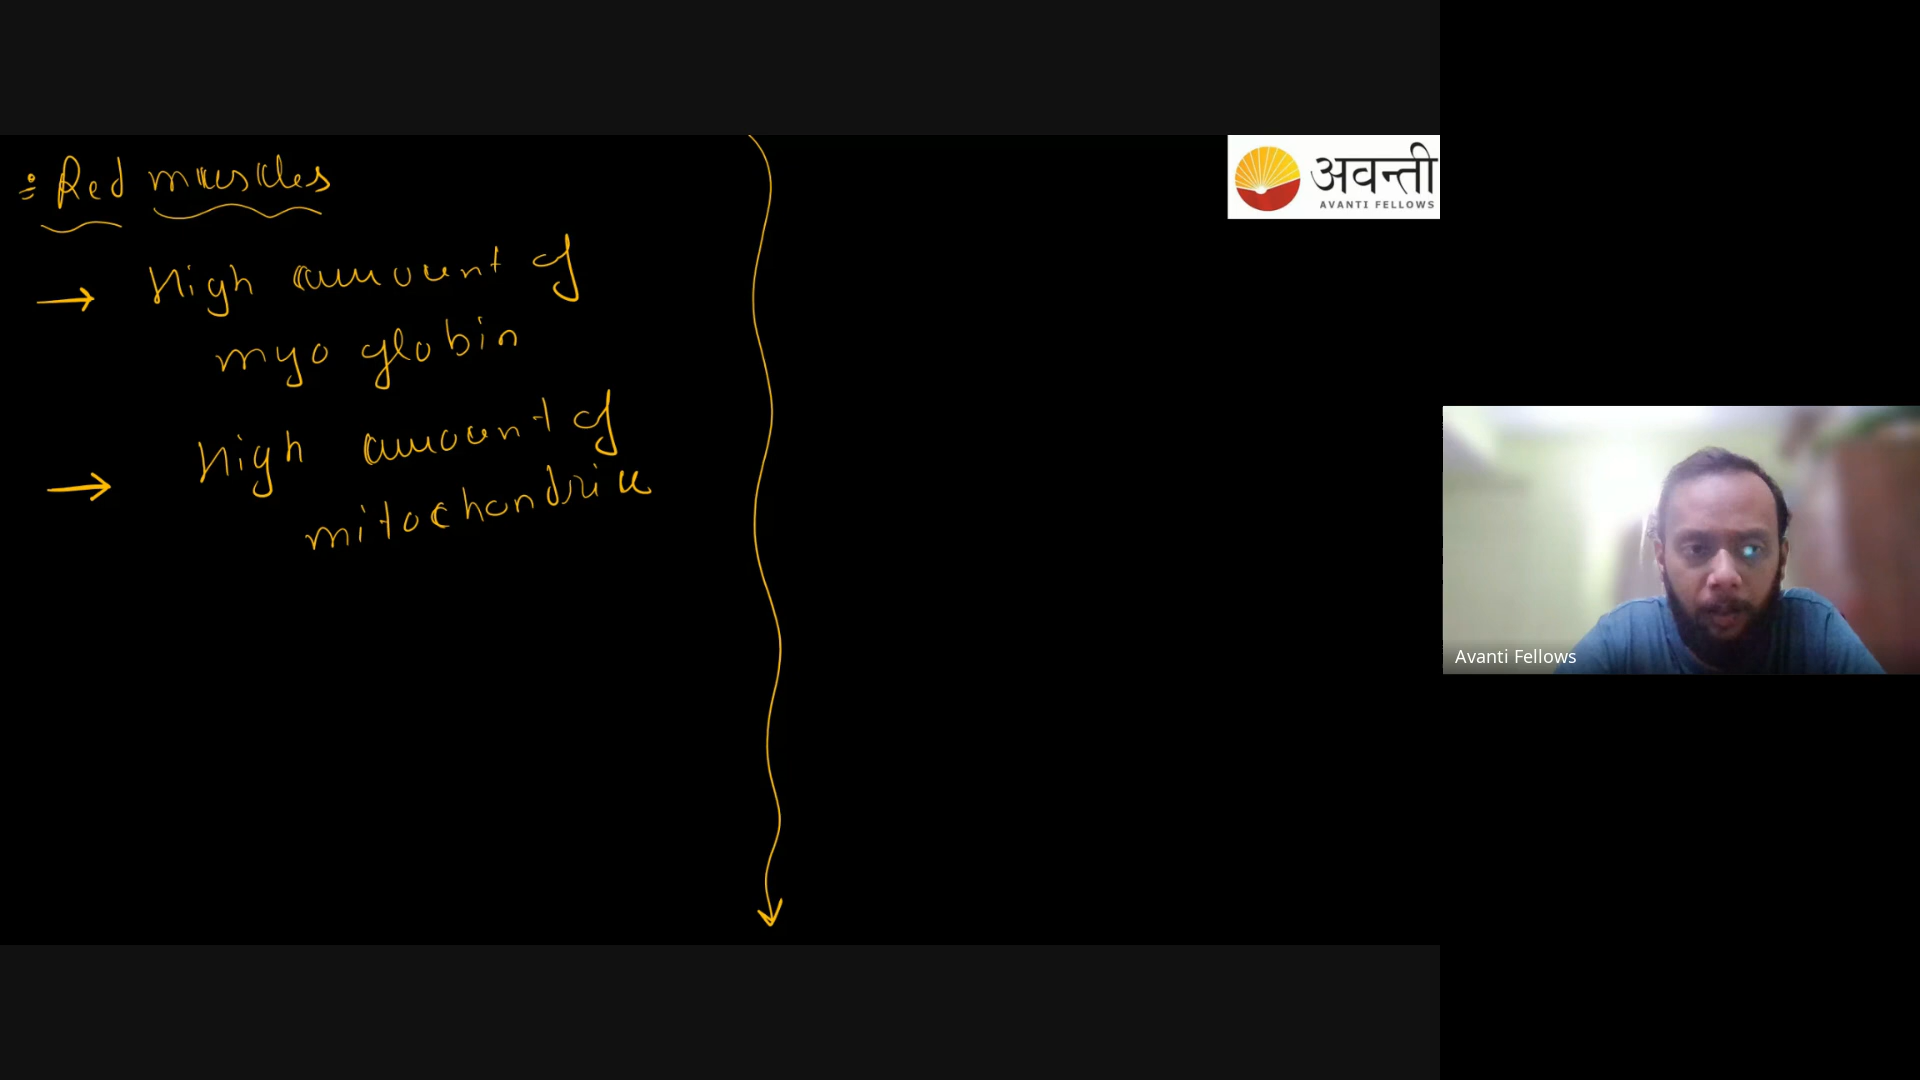 Red muscles
→ High amount of
myo globin
→ High amount of
mitochondria
अवन्ती
AVANTI FELLOWS
Avanti Fellows